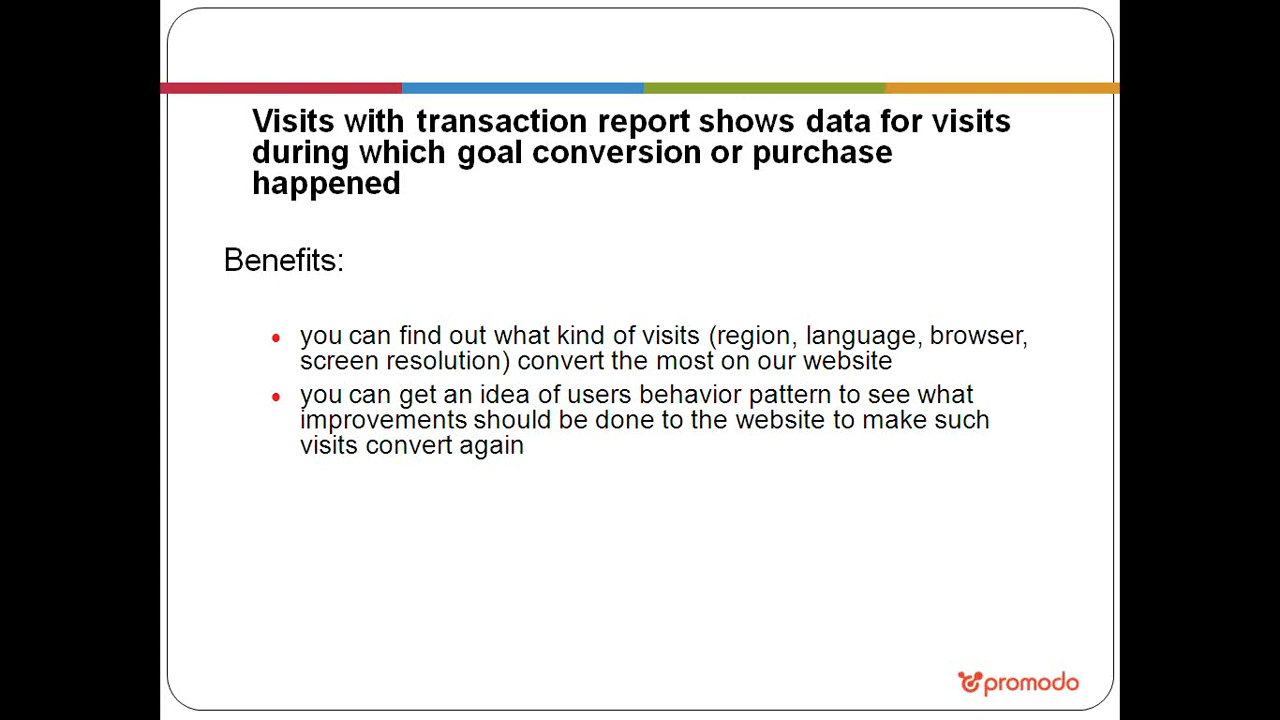 Visits with transaction report shows data for visits
during which goal conversion or purchase
happened
Benefits:
you can find out what kind of visits (region, language, browser,
screen resolution) convert the most on our website
you can get an idea of users behavior pattern to see what
improvements should be done to the website to make such
visits convert again
promodo